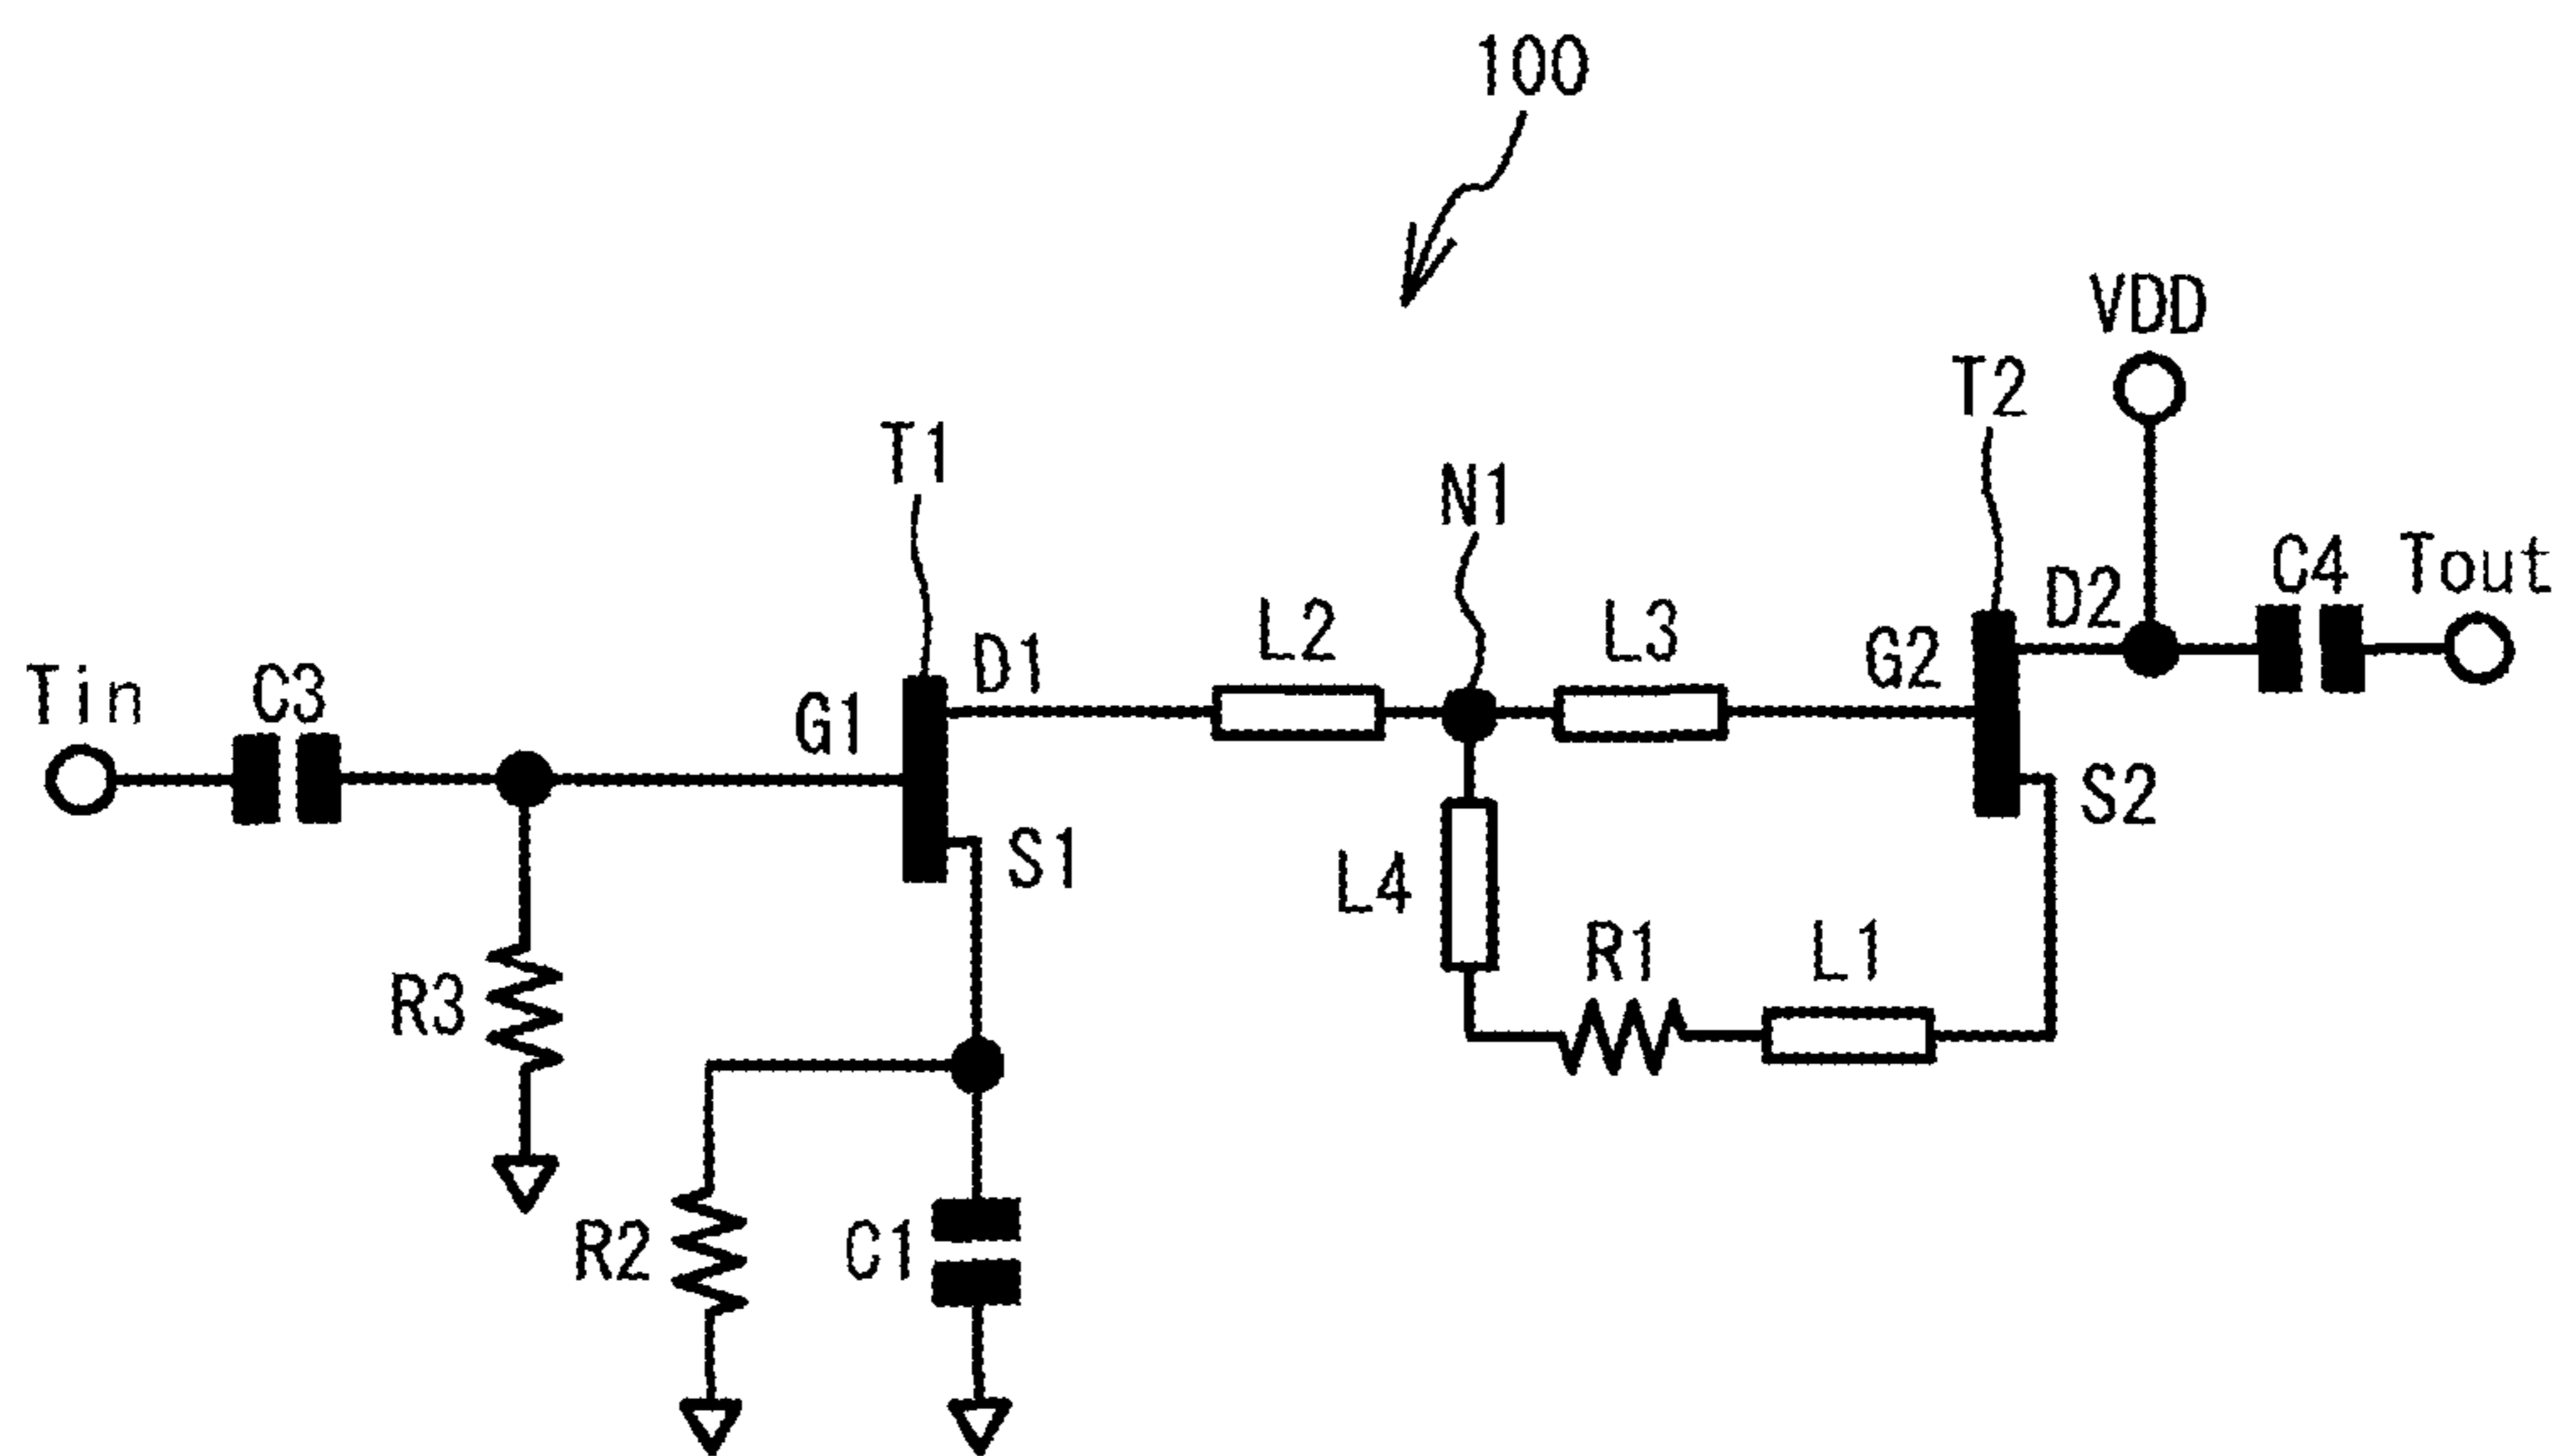 100
VDD
T2
T1
N1
Tout
C4
D2
L2
L3
G2
D1
Tin
C3
G1
S2
S1
L4
R1
L1
R3
R2
C1